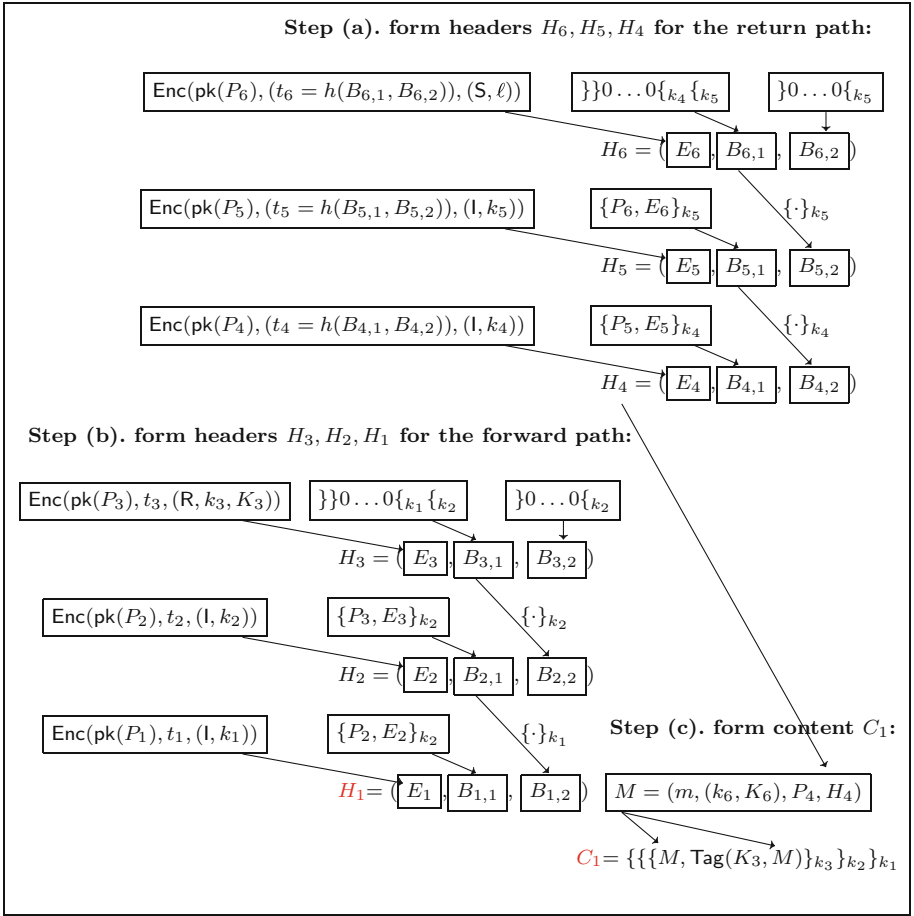 Step (a). form headers H₆, H₅, H₄ for the return path:
Enc(pk(P₆), (t₆ = h(B₆,₁, B₆,₂)), (S, ℓ)) }}0 . . . 0{ₖ₄{ₖ₅ }0 . . . 0{ₖ₅
H₆ = ( E₆ , B₆,₁ , B₆,₂ )
Enc(pk(P₅), (t₅ = h(B₅,₁, B₅,₂)), (I, k₅)) {P₆, E₆}ₖ₅ {·}ₖ₅
H₅ = ( E₅ , B₅,₁ , B₅,₂ )
Enc(pk(P₄), (t₄ = h(B₄,₁, B₄,₂)), (I, k₄)) {P₅, E₅}ₖ₄ {·}ₖ₄
H₄ = ( E₄ , B₄,₁ , B₄,₂ )
Step (b). form headers H₃, H₂, H₁ for the forward path:
Enc(pk(P₃), t₃, (R, k₃, K₃)) }}0 . . . 0{ₖ₁{ₖ₂ }0 . . . 0{ₖ₂
H₃ = ( E₃ , B₃,₁ , B₃,₂ )
Enc(pk(P₂), t₂, (I, k₂)) {P₃, E₃}ₖ₂ {·}ₖ₂
H₂ = ( E₂ , B₂,₁ , B₂,₂ )
Enc(pk(P₁), t₁, (I, k₁)) {P₂, E₂}ₖ₂ {·}ₖ₁
H₁= ( E₁ , B₁,₁ , B₁,₂ )
Step (c). form content C₁:
M = (m, (k₆, K₆), P₄, H₄)
C₁= {{{M, Tag(K₃, M)}ₖ₃}ₖ₂}ₖ₁